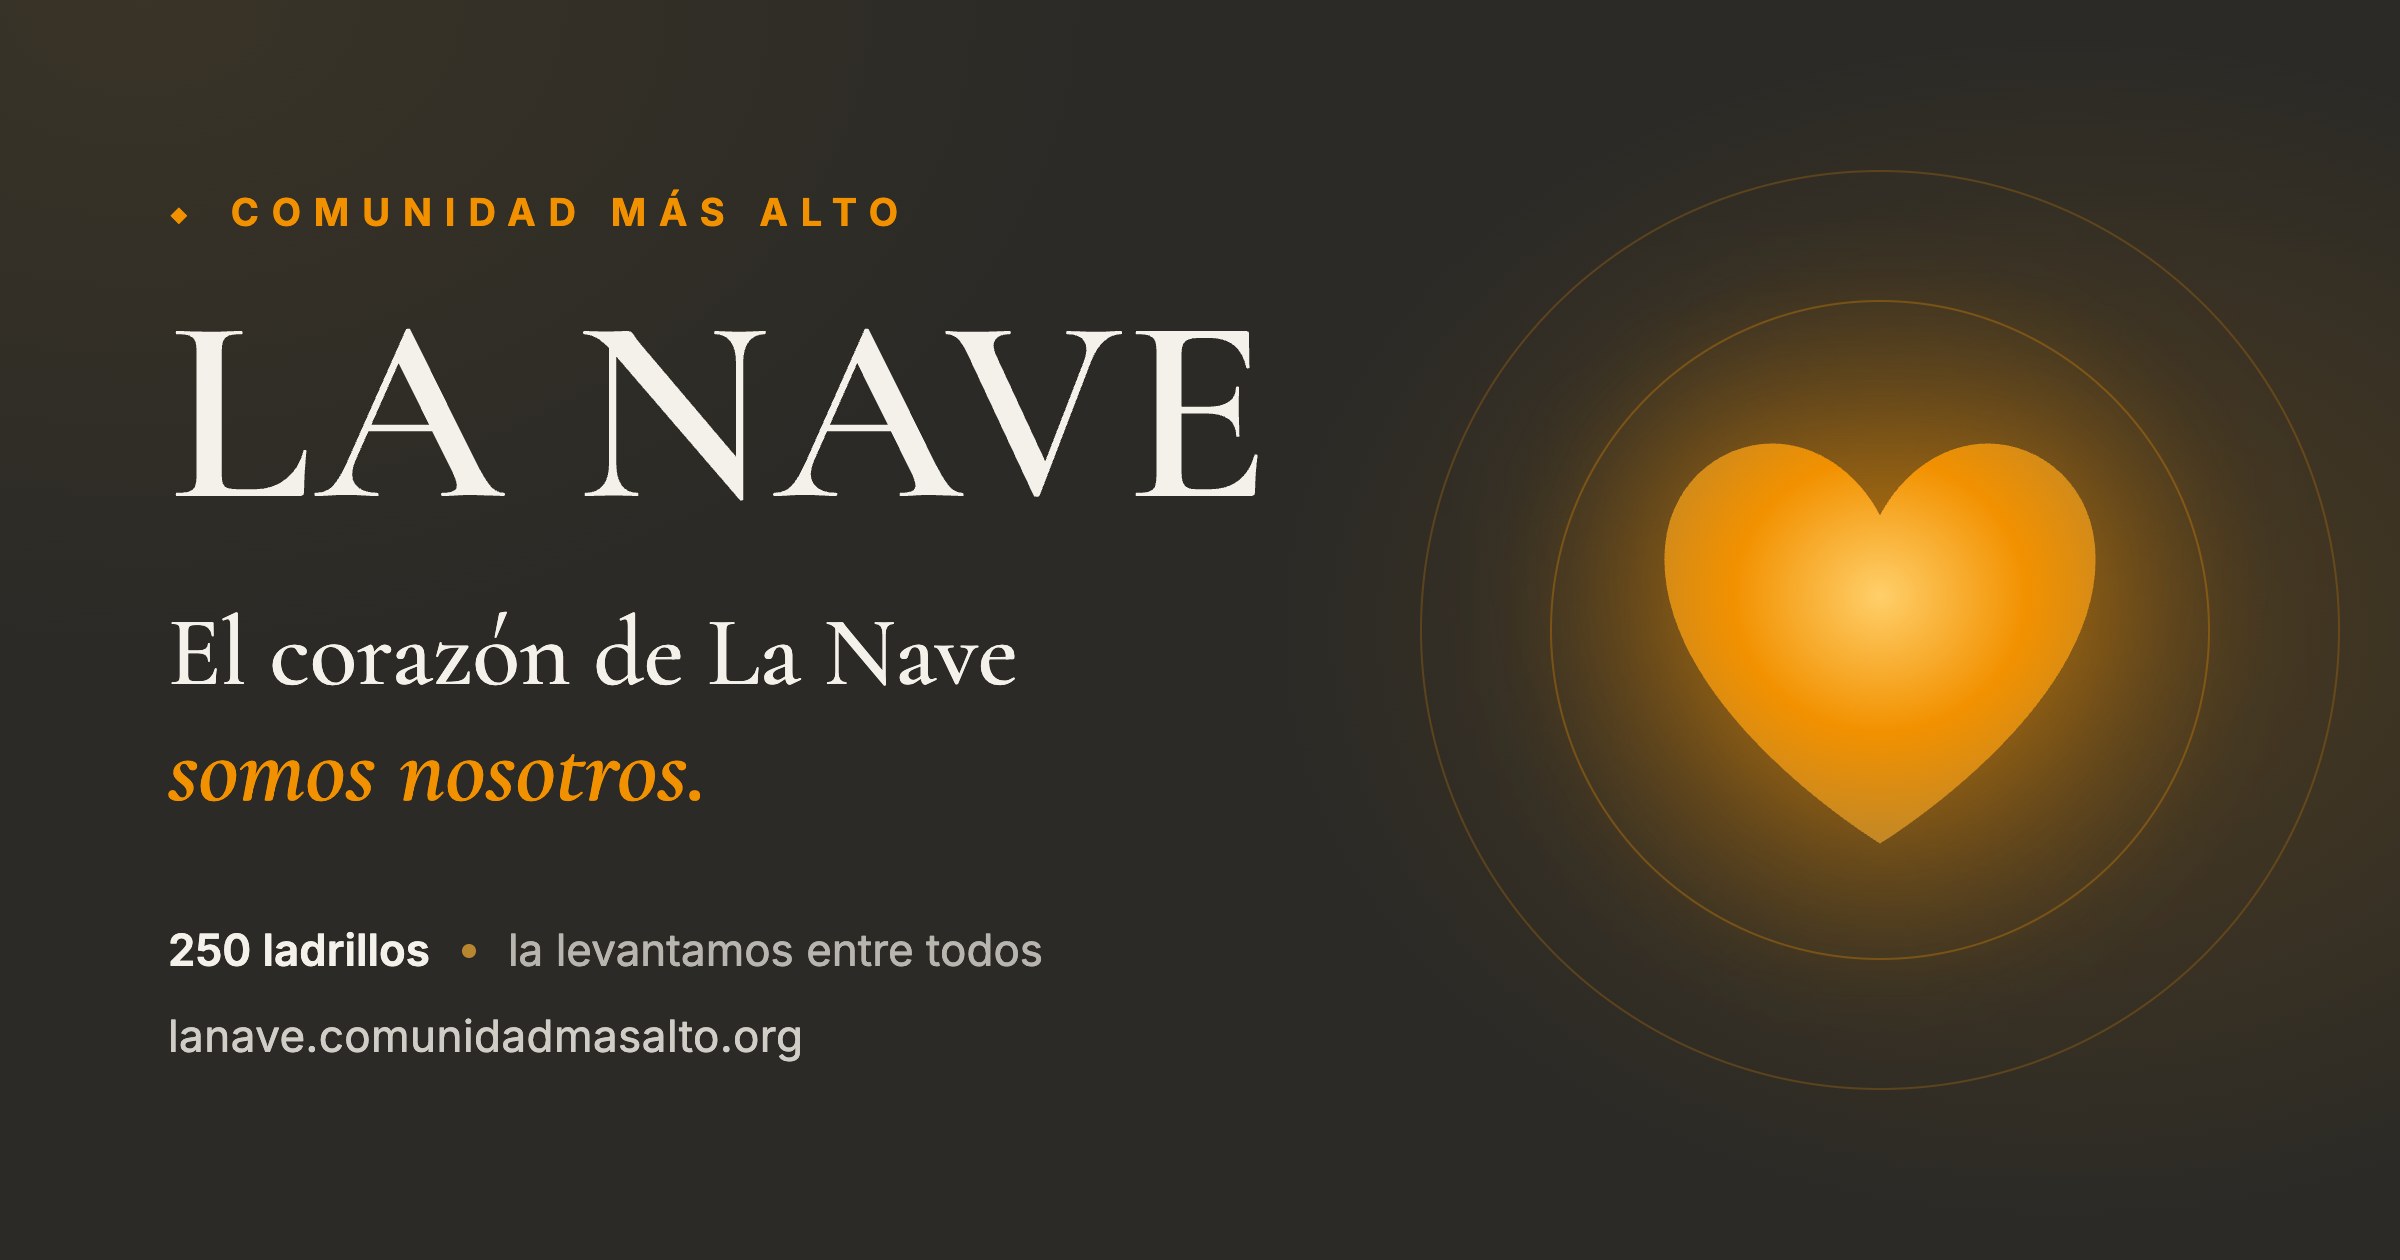 COMUNIDAD MÁS ALTO
LA NAVE
El corazón de La Nave
somos nosotros.
250 ladrillos • la levantamos entre todos
lanave.comunidadmasalto.org